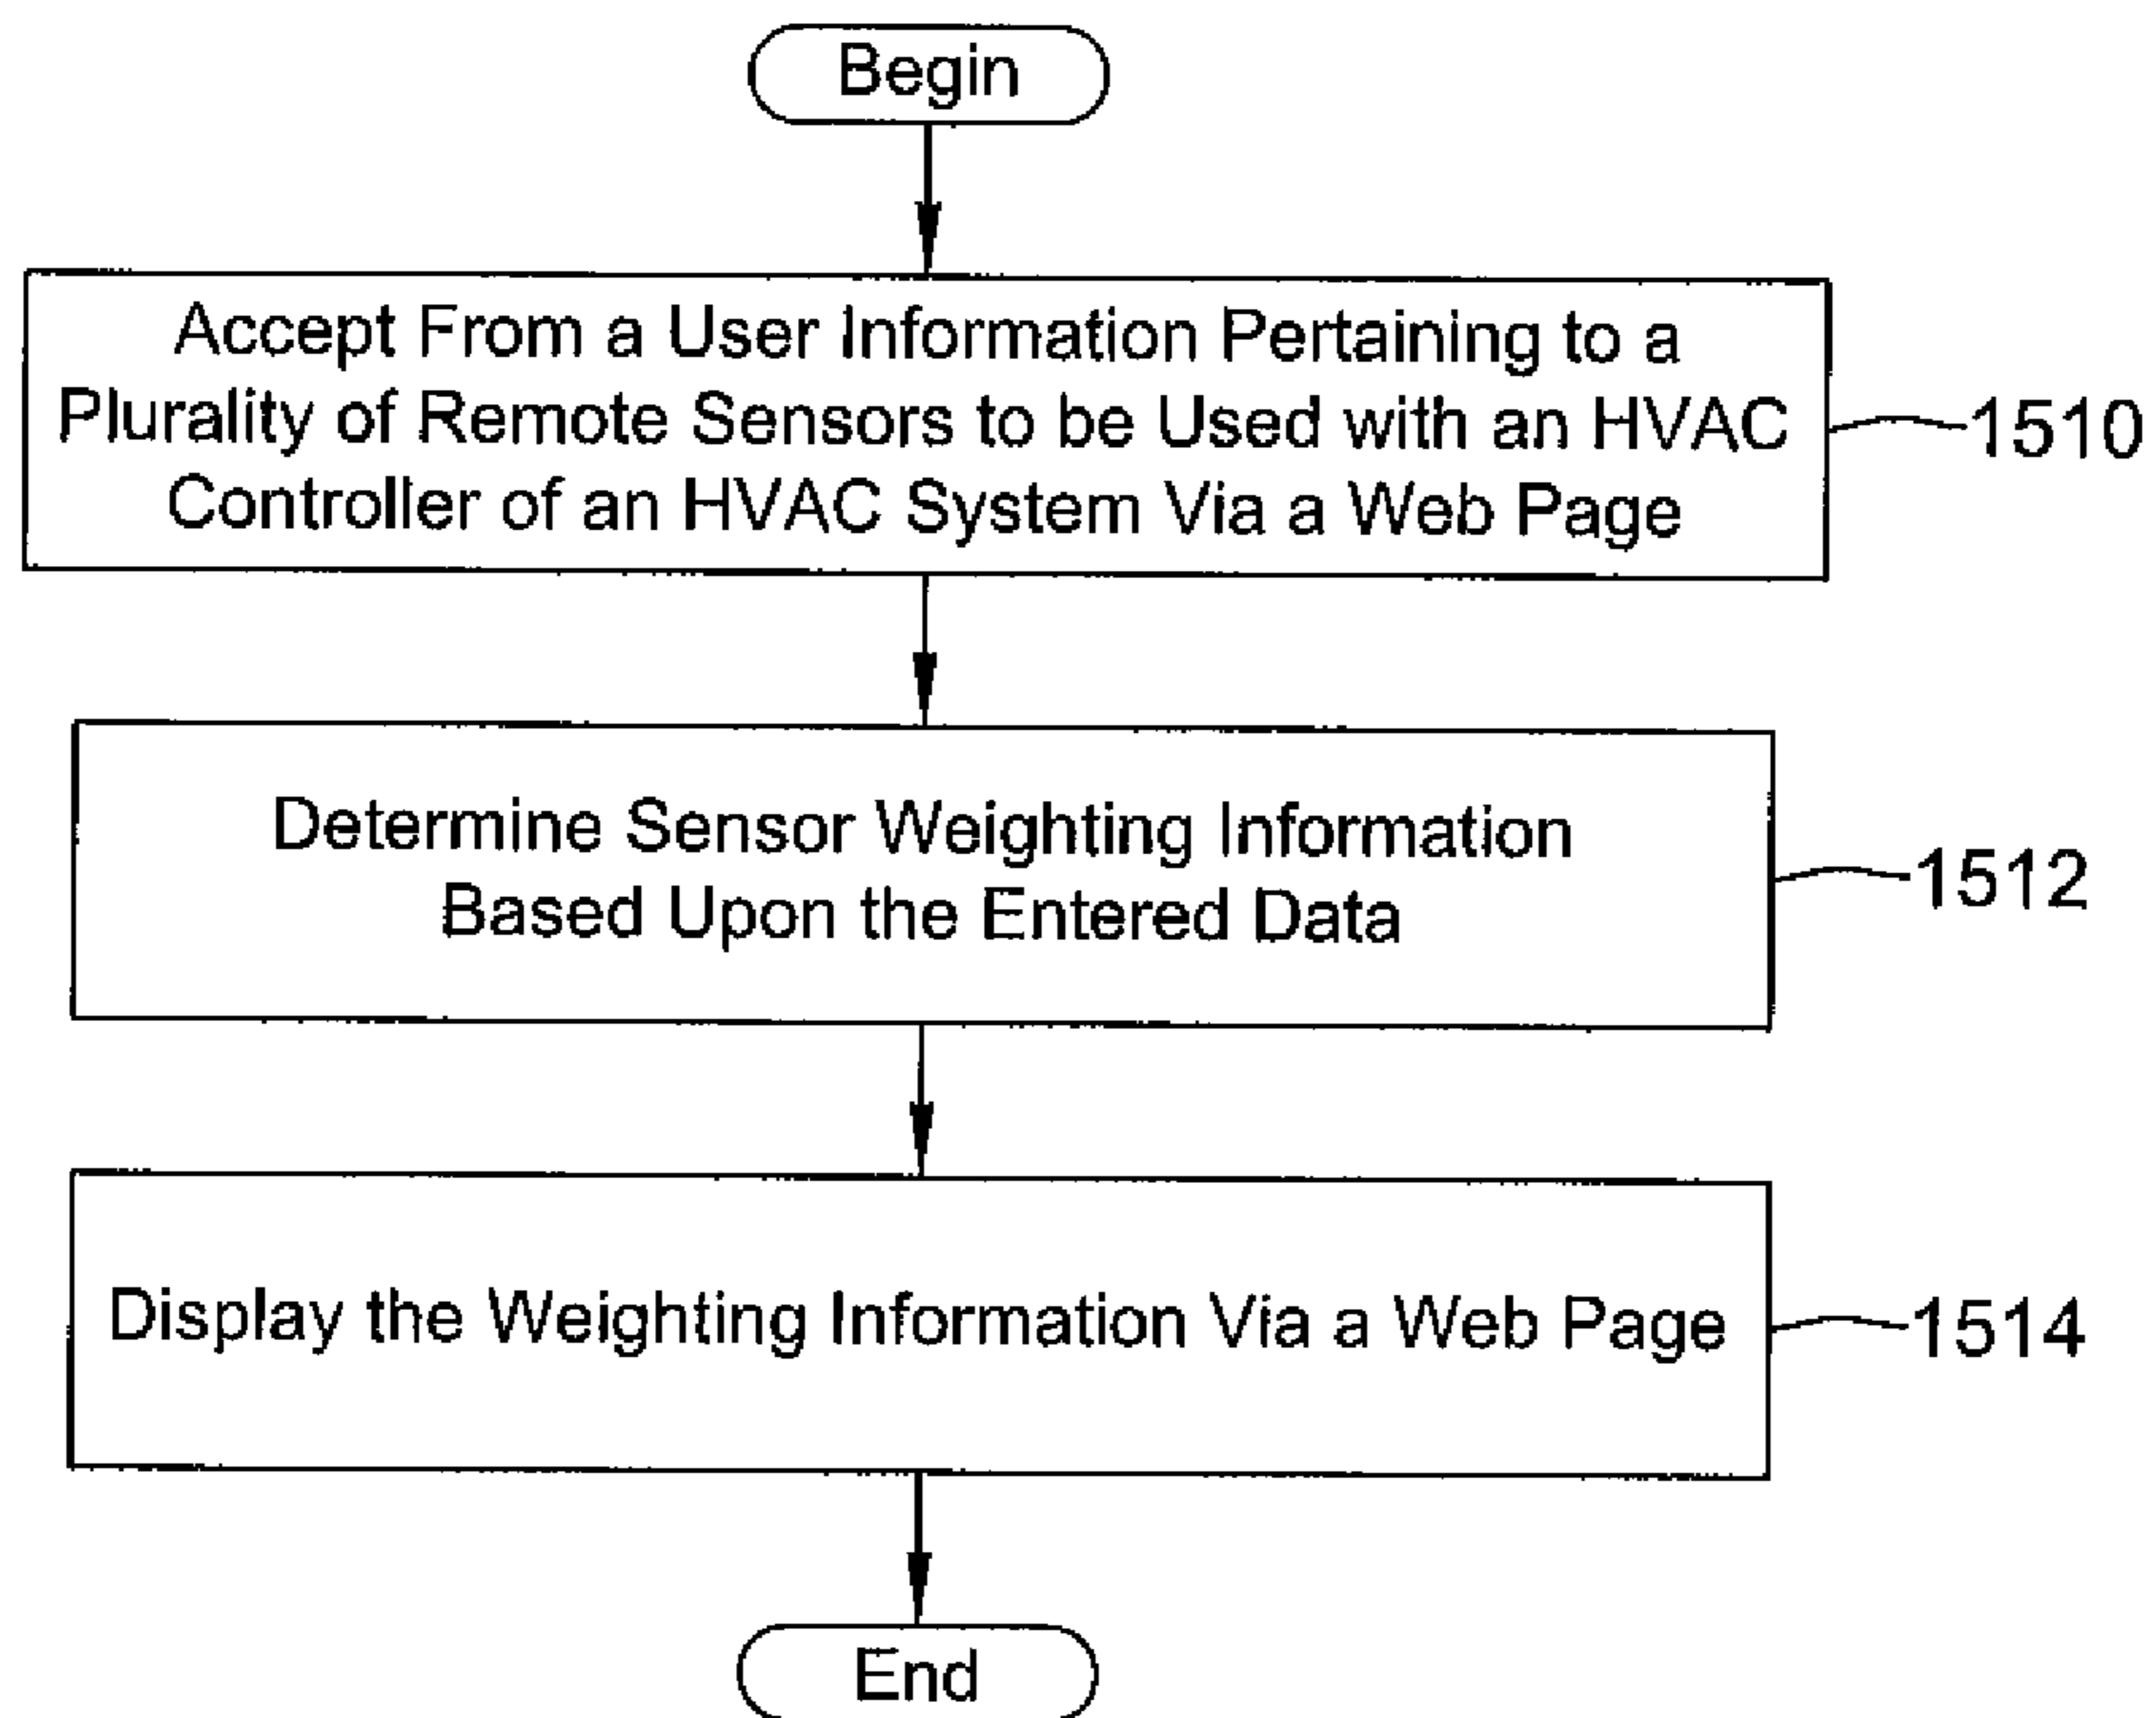 Begin
Accept From a User Information Pertaining to a
Plurality of Remote Sensors to be Used with an HVAC
Controller of an HVAC System Via a Web Page
1510
Determine Sensor Weighting Information
Based Upon the Entered Data
1512
Display the Weighting Information Via a Web Page
1514
End